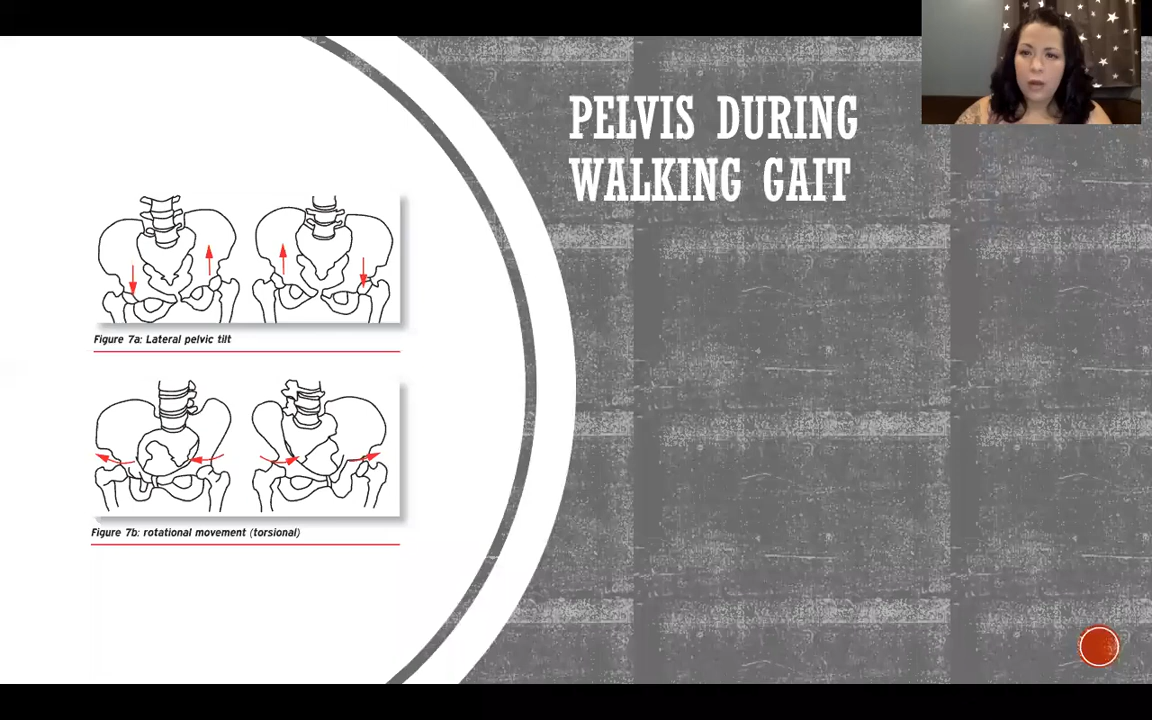 PELVIS DURING
WALKING GAIT
Figure 7a: Lateral pelvic tilt
Figure 7b: rotational movement (torsional)